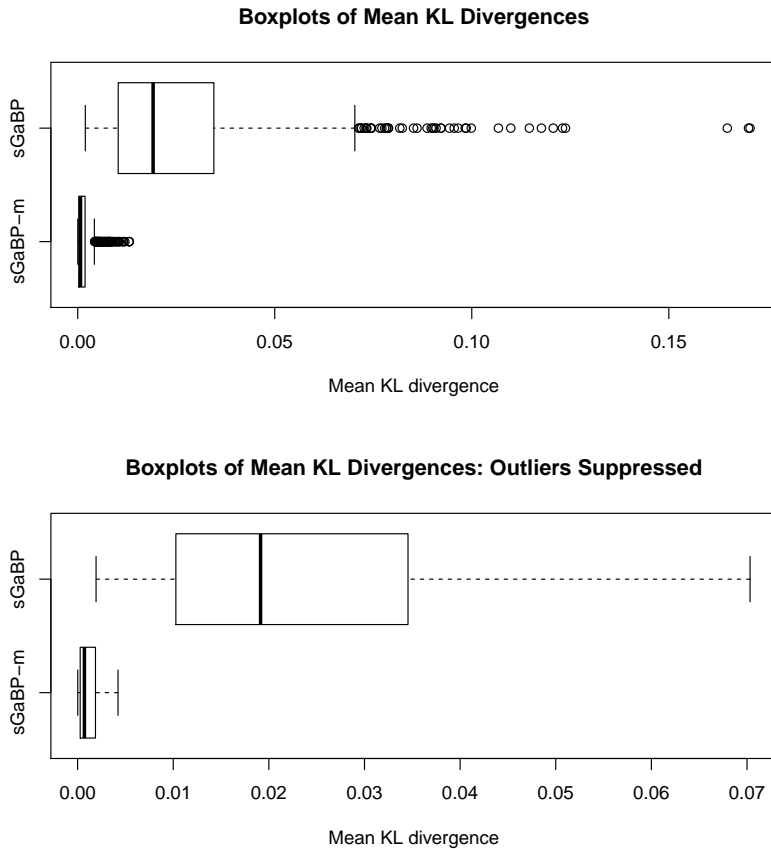 Boxplots of Mean KL Divergences
sGaBP
sGaBP−m
0.00 0.05 0.10 0.15
Mean KL divergence
Boxplots of Mean KL Divergences: Outliers Suppressed
sGaBP
sGaBP−m
0.00 0.01 0.02 0.03 0.04 0.05 0.06 0.07
Mean KL divergence